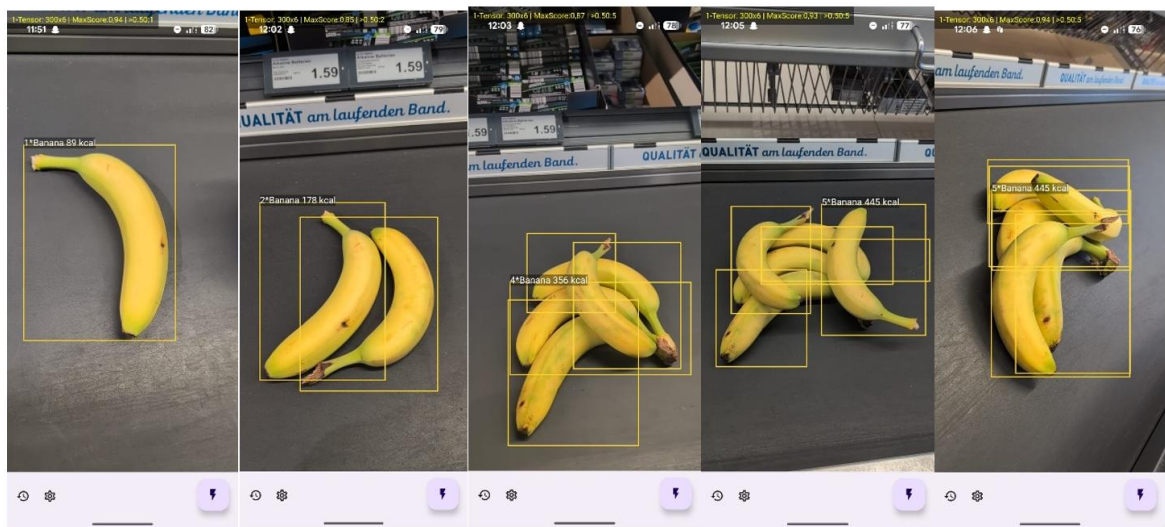 1-Tensor: 300x6 | MaxScore:0,94 | >0.50:1
11:51
82
1*Banana 89 kcal
1-Tensor: 300x6 | MaxScore:0,85 | >0.50:2
12:02
79
1.59
1.59
QUALITÄT am laufenden Band.
2*Banana 178 kcal
1-Tensor: 300x6 | MaxScore:0,87 | >0.50:5
12:03
78
.59
1.59
m laufenden Band.
QUALITÄT
4*Banana 356 kcal
1-Tensor: 300x6 | MaxScore:0,93 | >0.50:5
12:05
77
QUALITÄT am laufenden Band.
QU
5*Banana 445 kcal
1-Tensor: 300x6 | MaxScore:0,94 | >0.50:5
12:06
76
am laufenden Band.
QUALITÄT am laufenden
5*Banana 445 kcal